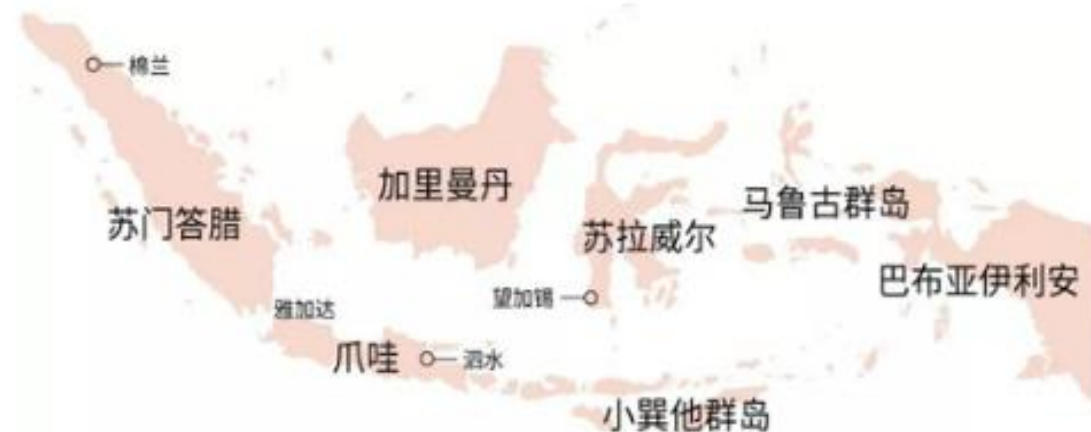 棉兰
加里曼丹
马鲁古群岛
苏门答腊
苏拉威尔
巴布亚伊利安
望加锡
雅加达
爪哇
泗水
小巽他群岛